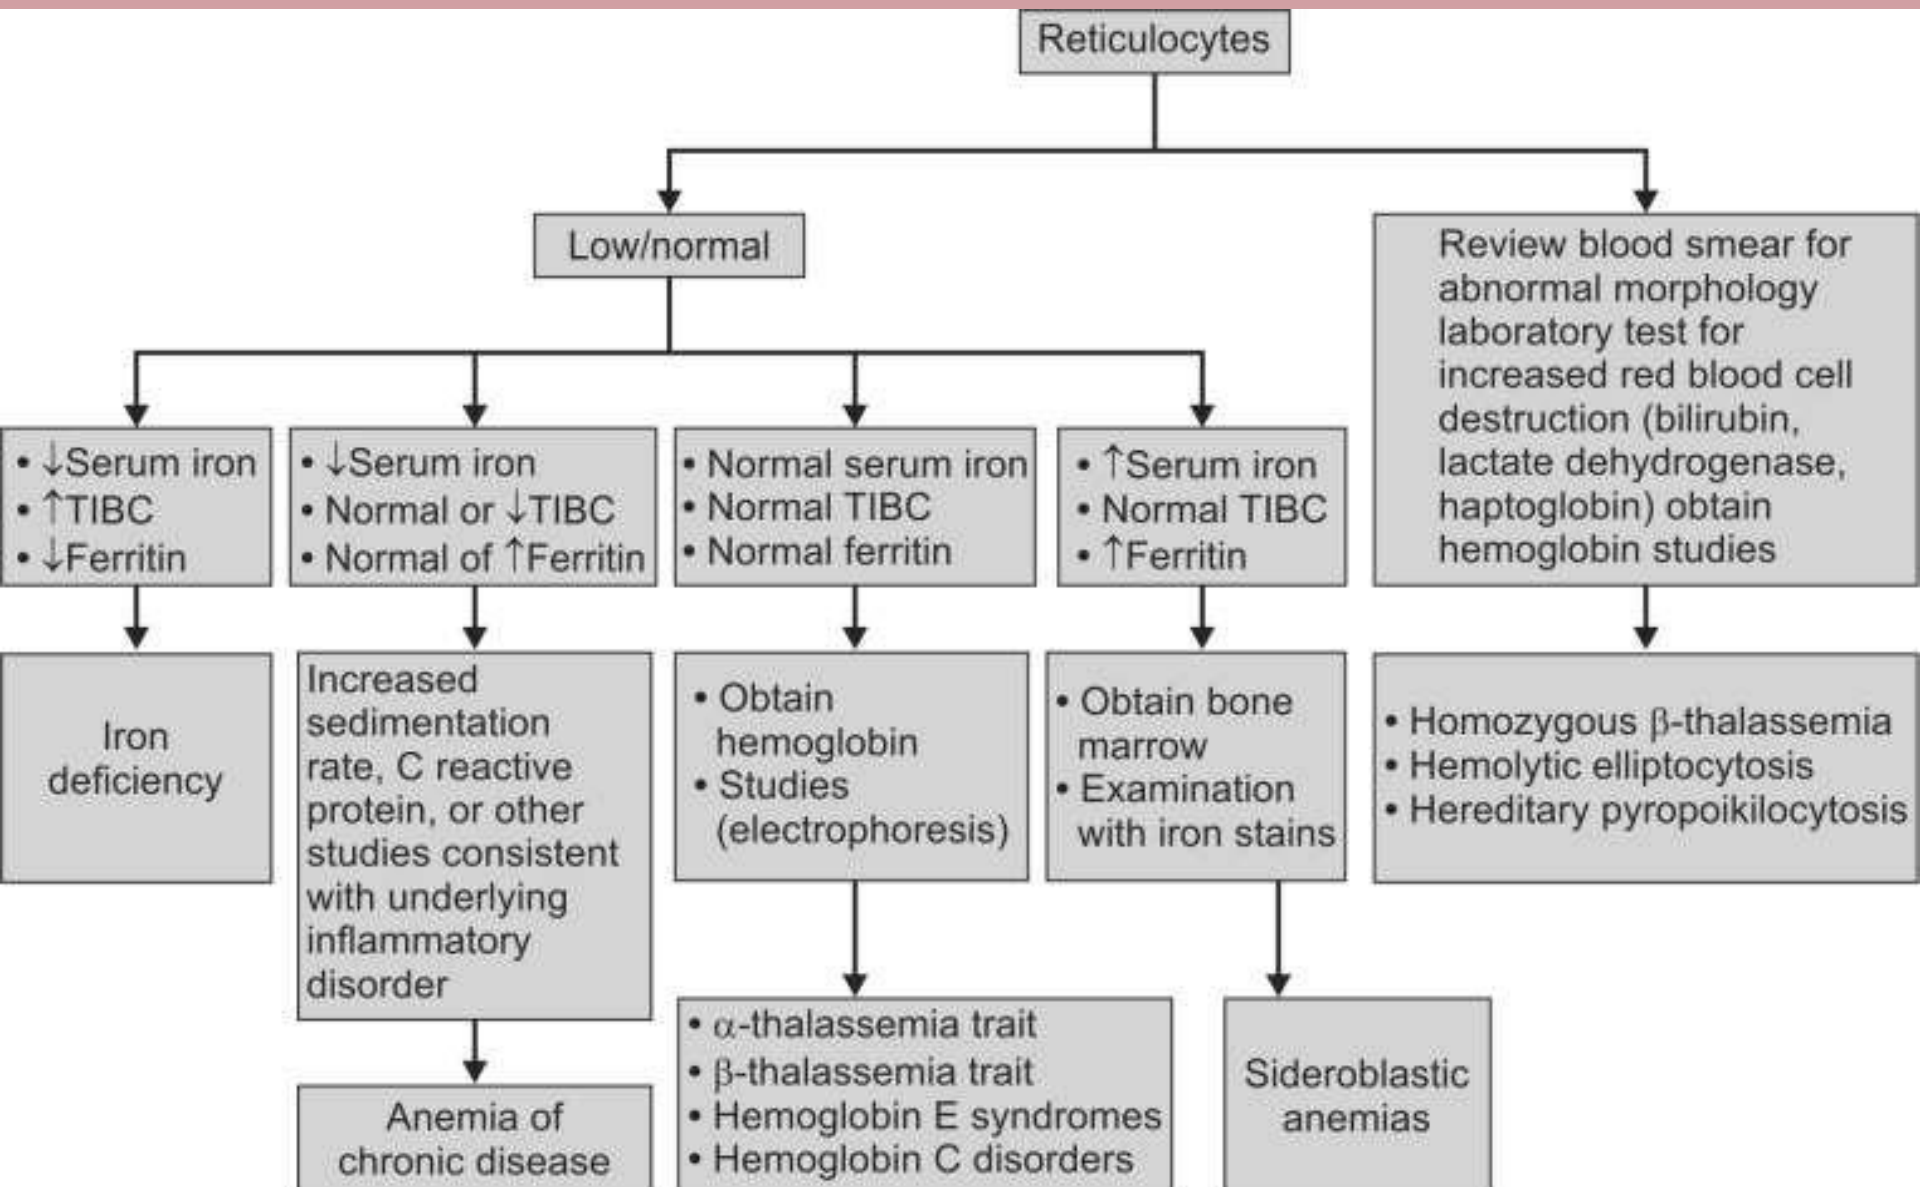 Reticulocytes
Low/normal
Review blood smear for
abnormal morphology
laboratory test for
increased red blood cell
destruction (bilirubin,
lactate dehydrogenase,
haptoglobin) obtain
hemoglobin studies
• ↓Serum iron
• ↑TIBC
• ↓Ferritin
• ↓Serum iron
• Normal or ↓TIBC
• Normal of ↑Ferritin
• Normal serum iron
• Normal TIBC
• Normal ferritin
• ↑Serum iron
• Normal TIBC
• ↑Ferritin
Iron
deficiency
Increased
sedimentation
rate, C reactive
protein, or other
studies consistent
with underlying
inflammatory
disorder
• Obtain
hemoglobin
• Studies
(electrophoresis)
• Obtain bone
marrow
• Examination
with iron stains
• Homozygous β-thalassemia
• Hemolytic elliptocytosis
• Hereditary pyropoikilocytosis
Anemia of
chronic disease
• α-thalassemia trait
• β-thalassemia trait
• Hemoglobin E syndromes
• Hemoglobin C disorders
Sideroblastic
anemias